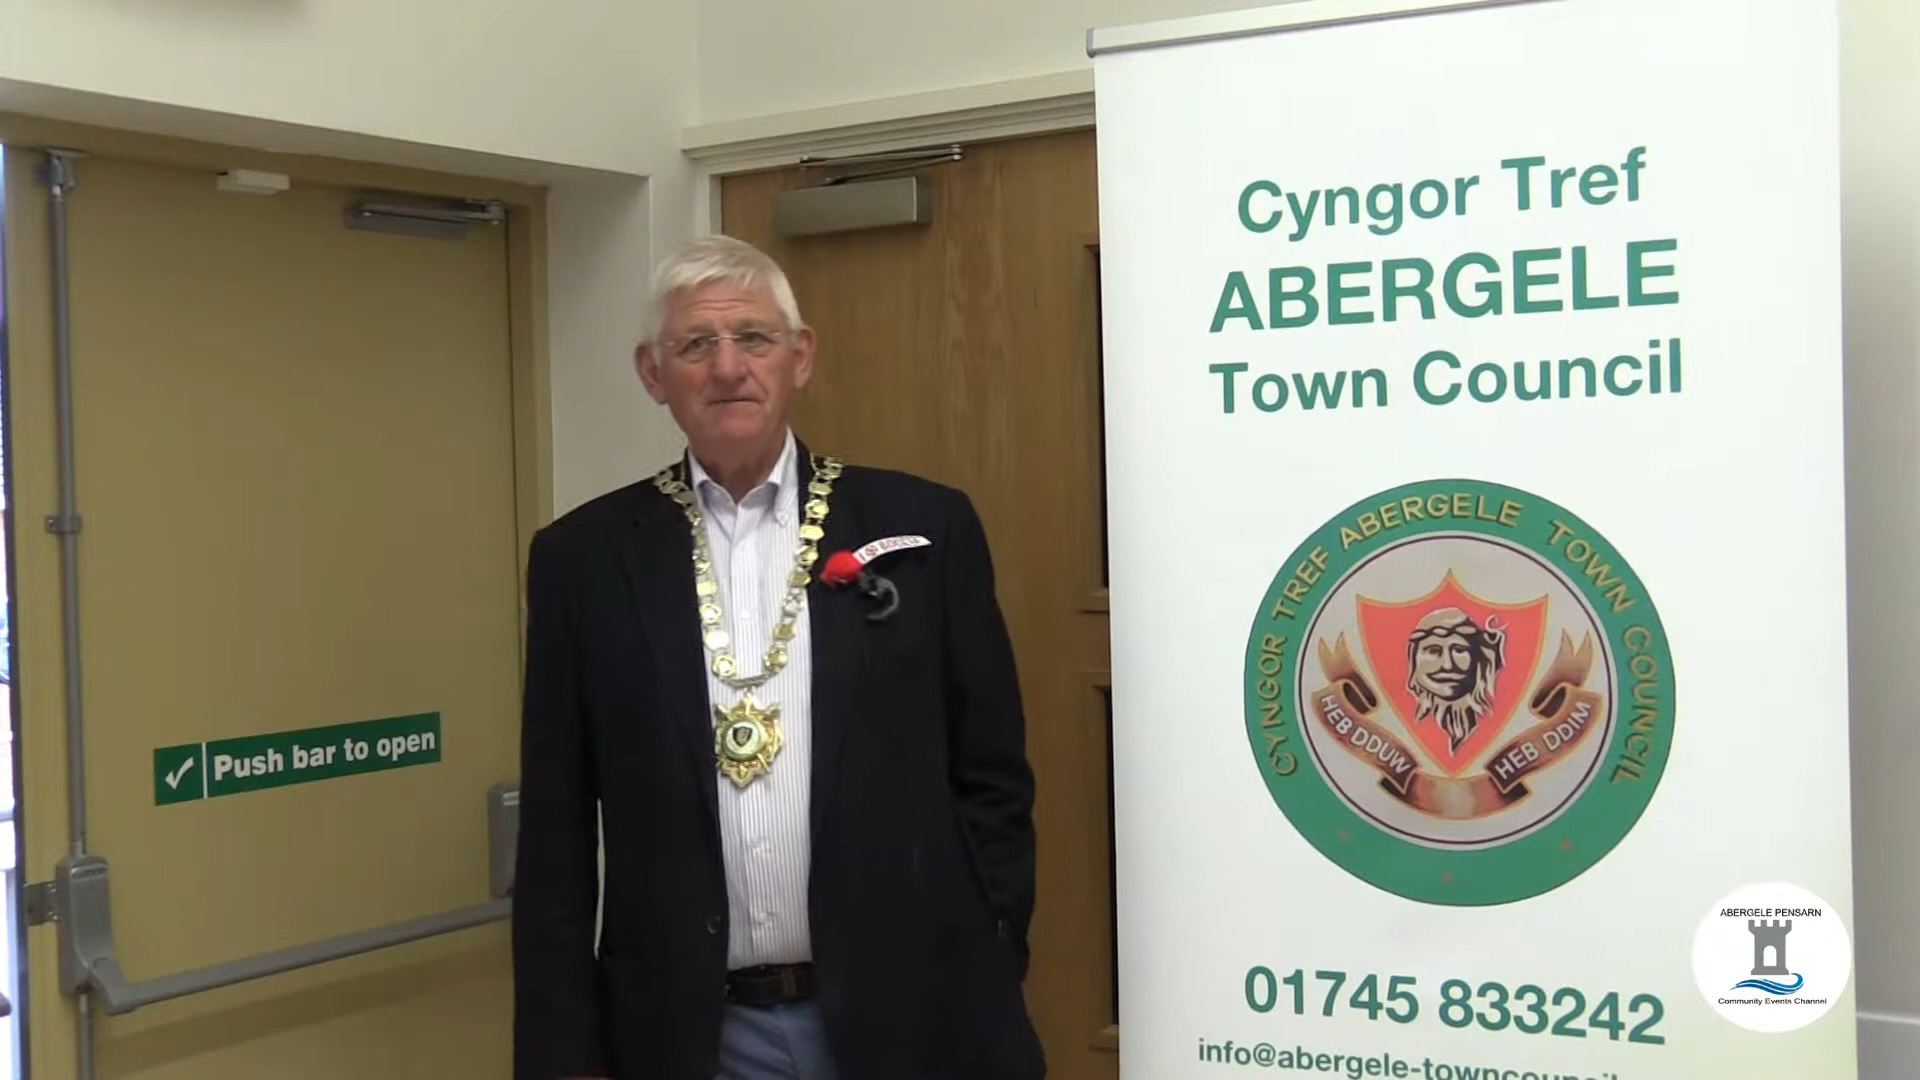 Cyngor Tref
ABERGELE
Town Council
CYNGOR TREF ABERGELE TOWN COUNCIL
HEB DDUW HEB DDIM
01745 833242
Push bar to open
ABERGELE PENSARN
Community Events Channel